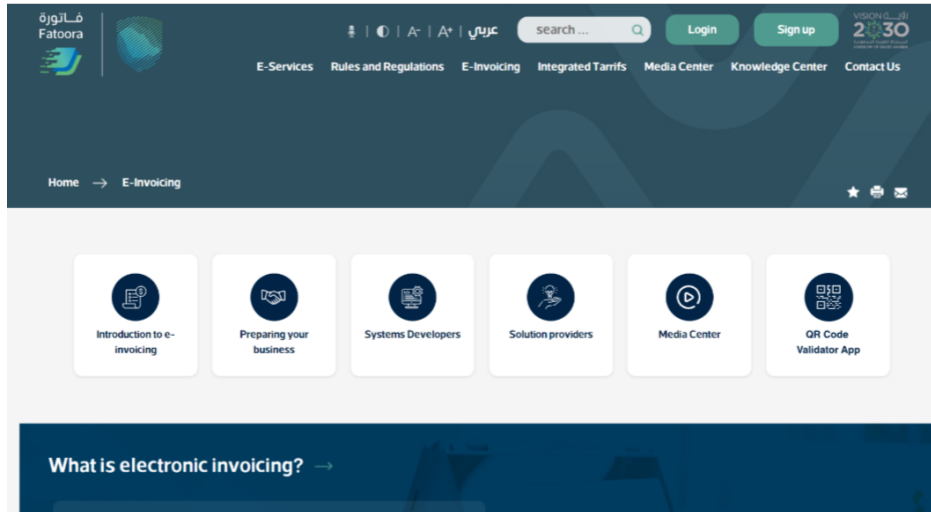 فـاتورة
Fatoora
A- | A+ | عربي
search ...
Login
Sign up
VISION رؤيـــة
2030
E-Services Rules and Regulations E-Invoicing Integrated Tarrifs Media Center Knowledge Center Contact Us
Home → E-Invoicing
Introduction to e-
invoicing
Preparing your
business
Systems Developers
Solution providers
Media Center
QR Code
Validator App
What is electronic invoicing? →